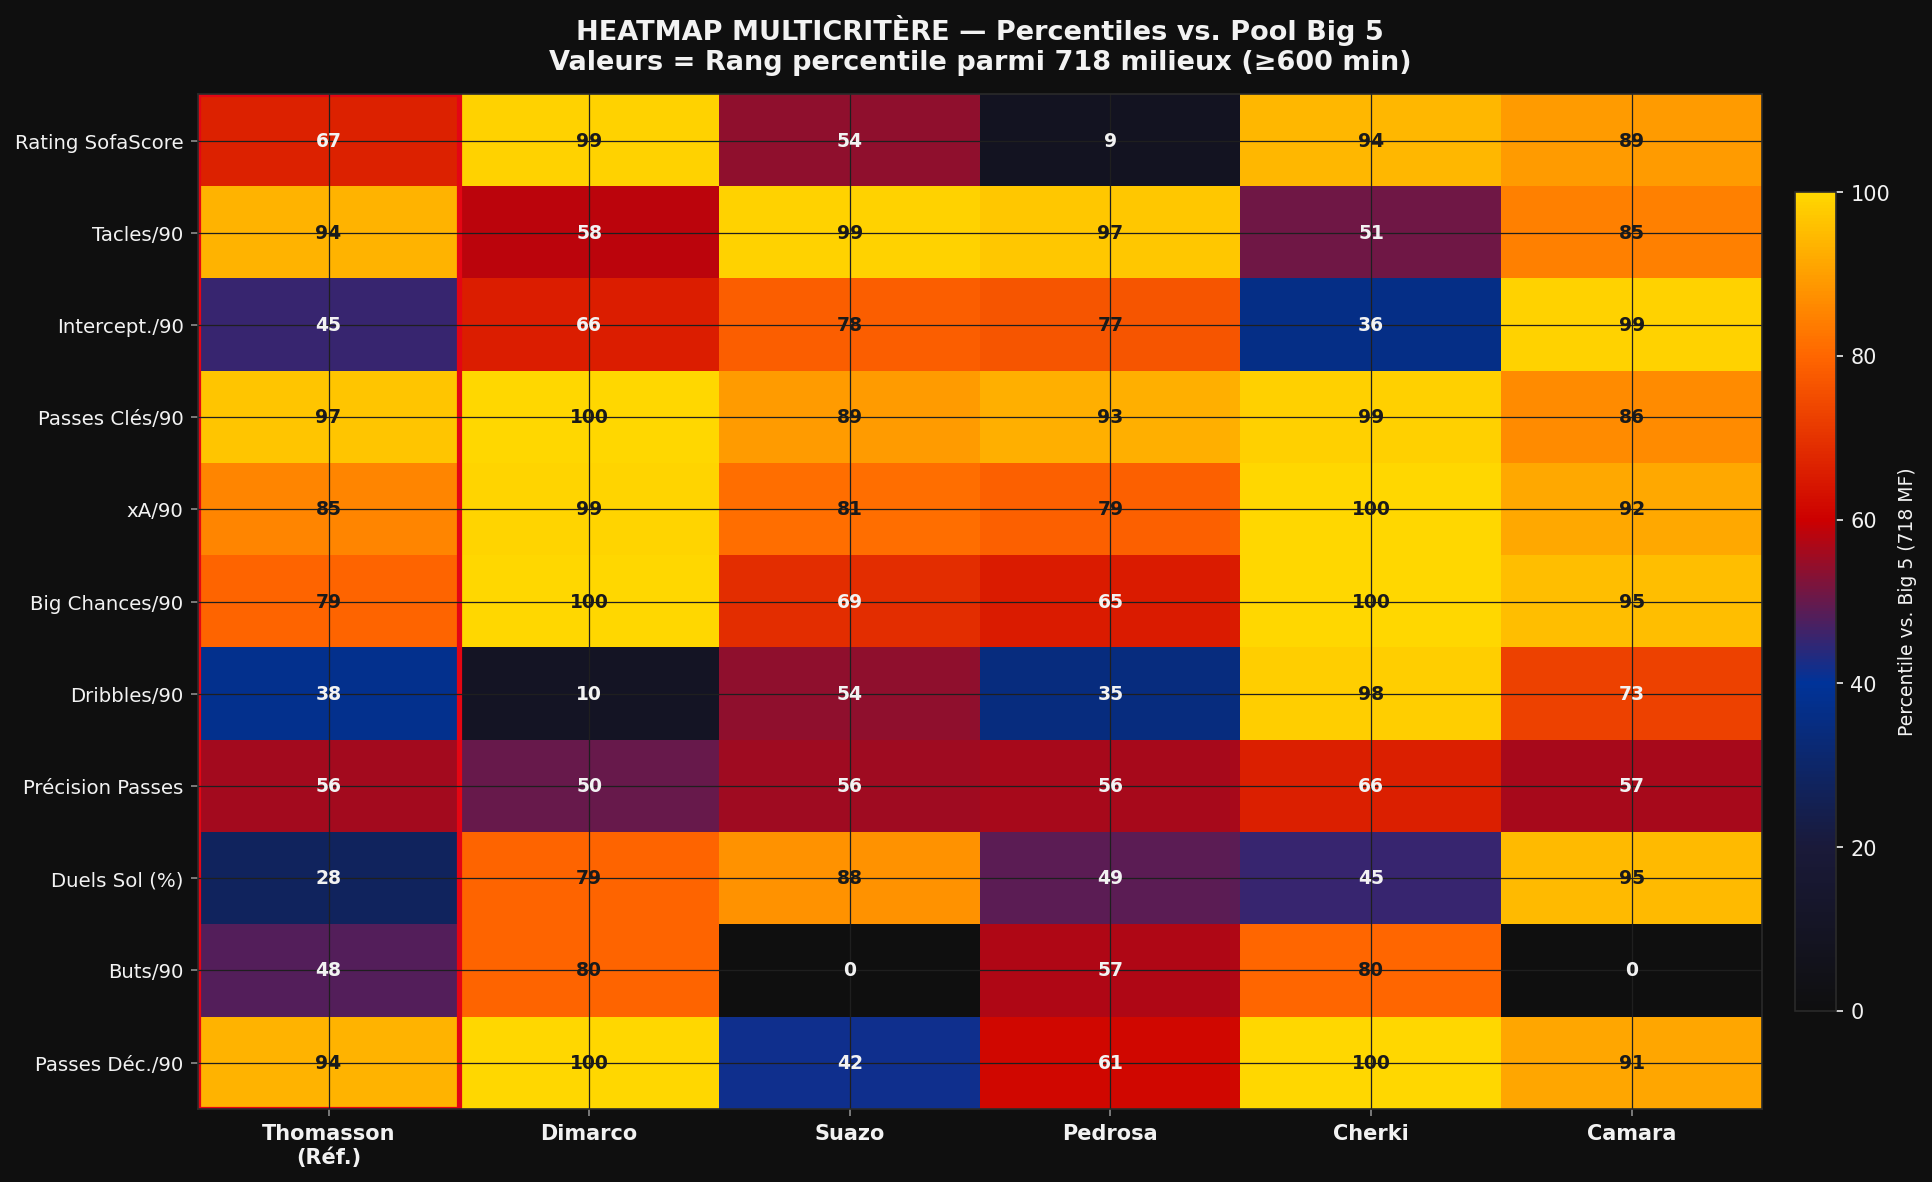 HEATMAP MULTICRITÈRE — Percentiles vs. Pool Big 5
Valeurs = Rang percentile parmi 718 milieux (≥600 min)
Rating SofaScore 67 99 54 9 94 89
Tacles/90 94 58 99 97 51 85
Intercept./90 45 66 78 77 36 99
Passes Clés/90 97 100 89 93 99 86
xA/90 85 99 81 79 100 92
Big Chances/90 79 100 69 65 100 95
Dribbles/90 38 10 54 35 98 73
Précision Passes 56 50 56 56 66 57
Duels Sol (%) 28 79 88 49 45 95
Buts/90 48 80 0 57 80 0
Passes Déc./90 94 100 42 61 100 91
Thomasson Dimarco Suazo Pedrosa Cherki Camara
(Réf.)
100
80
60
40
20
0
Percentile vs. Big 5 (718 MF)